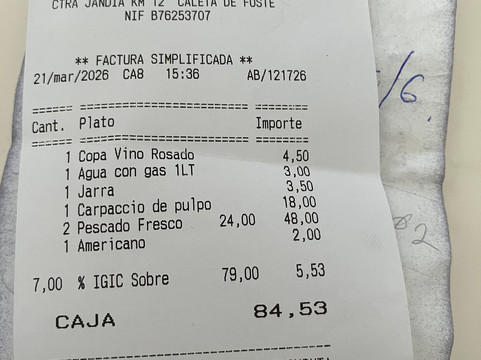 CTRA JANDIA KM 12 CALETA DE FUSTE
NIF B76253707
** FACTURA SIMPLIFICADA **
21/mar/2026 CA8 15:36 AB/121726
====== ======================= ========
Cant. Plato Importe
====== ======================= ========
1 Copa Vino Rosado 4,50
1 Agua con gas 1LT 3,00
1 Jarra 3,50
1 Carpaccio de pulpo 18,00
2 Pescado Fresco 24,00 48,00
1 Americano 2,00
7,00 % IGIC Sobre 79,00 5,53
CAJA 84,53